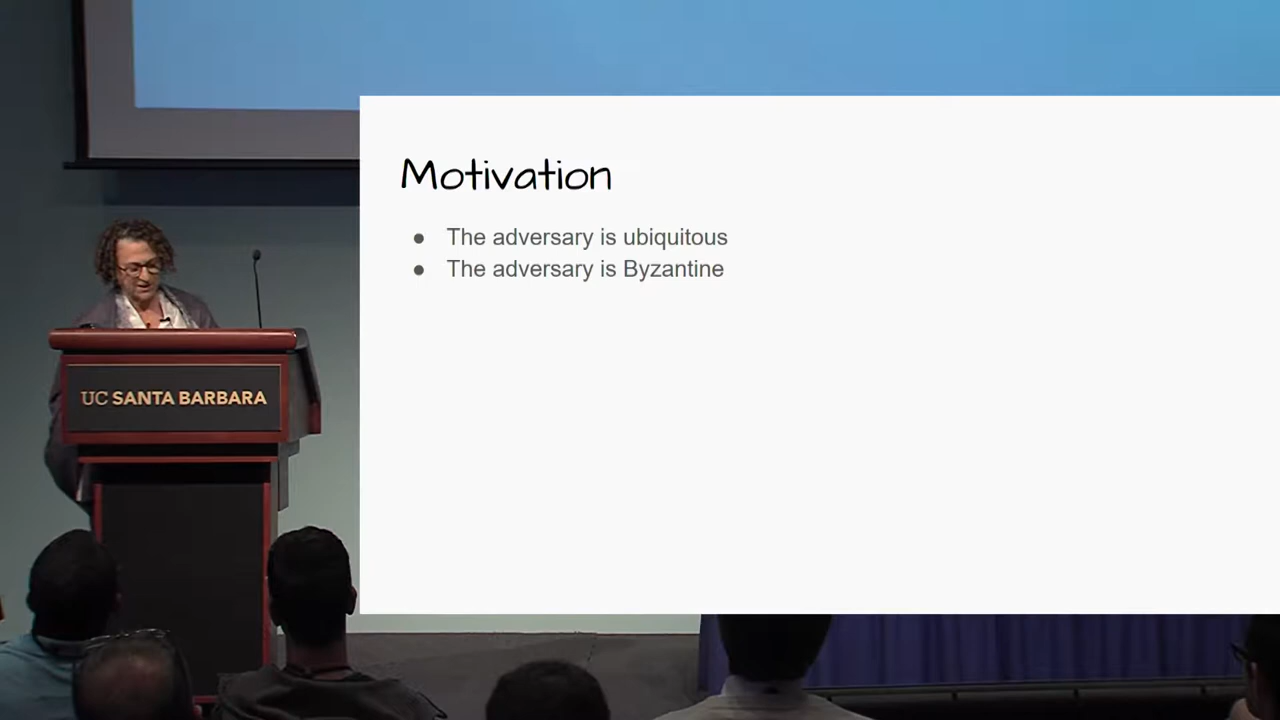 Motivation
● The adversary is ubiquitous
● The adversary is Byzantine
UC SANTA BARBARA